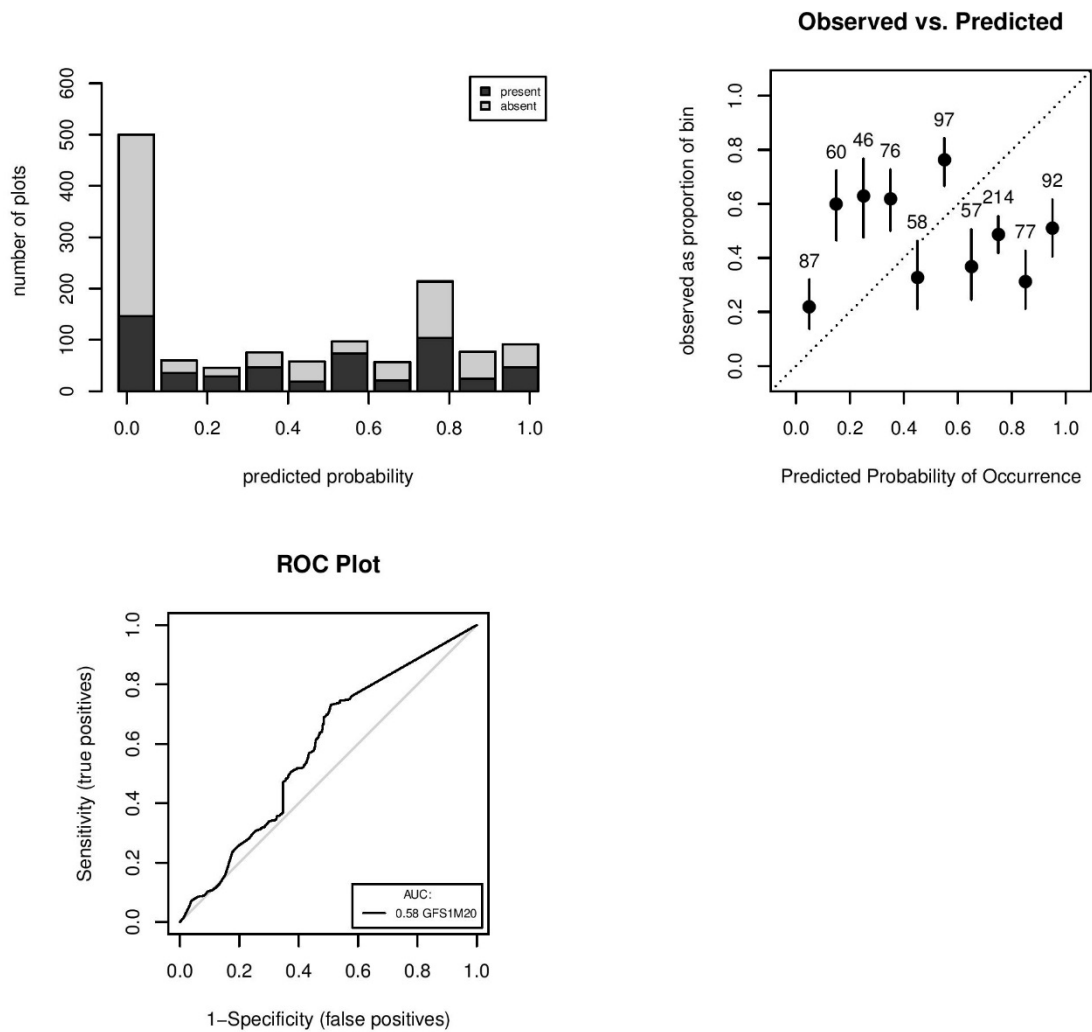 600
500
400
300
200
100
0
number of plots
present
absent
0.0 0.2 0.4 0.6 0.8 1.0
predicted probability
Observed vs. Predicted
1.0
0.8
0.6
0.4
0.2
0.0
observed as proportion of bin
87
60
46
76
58
97
57
214
77
92
0.0 0.2 0.4 0.6 0.8 1.0
Predicted Probability of Occurrence
ROC Plot
1.0
0.8
0.6
0.4
0.2
0.0
Sensitivity (true positives)
AUC:
0.58 GFS1M20
0.0 0.2 0.4 0.6 0.8 1.0
1−Specificity (false positives)